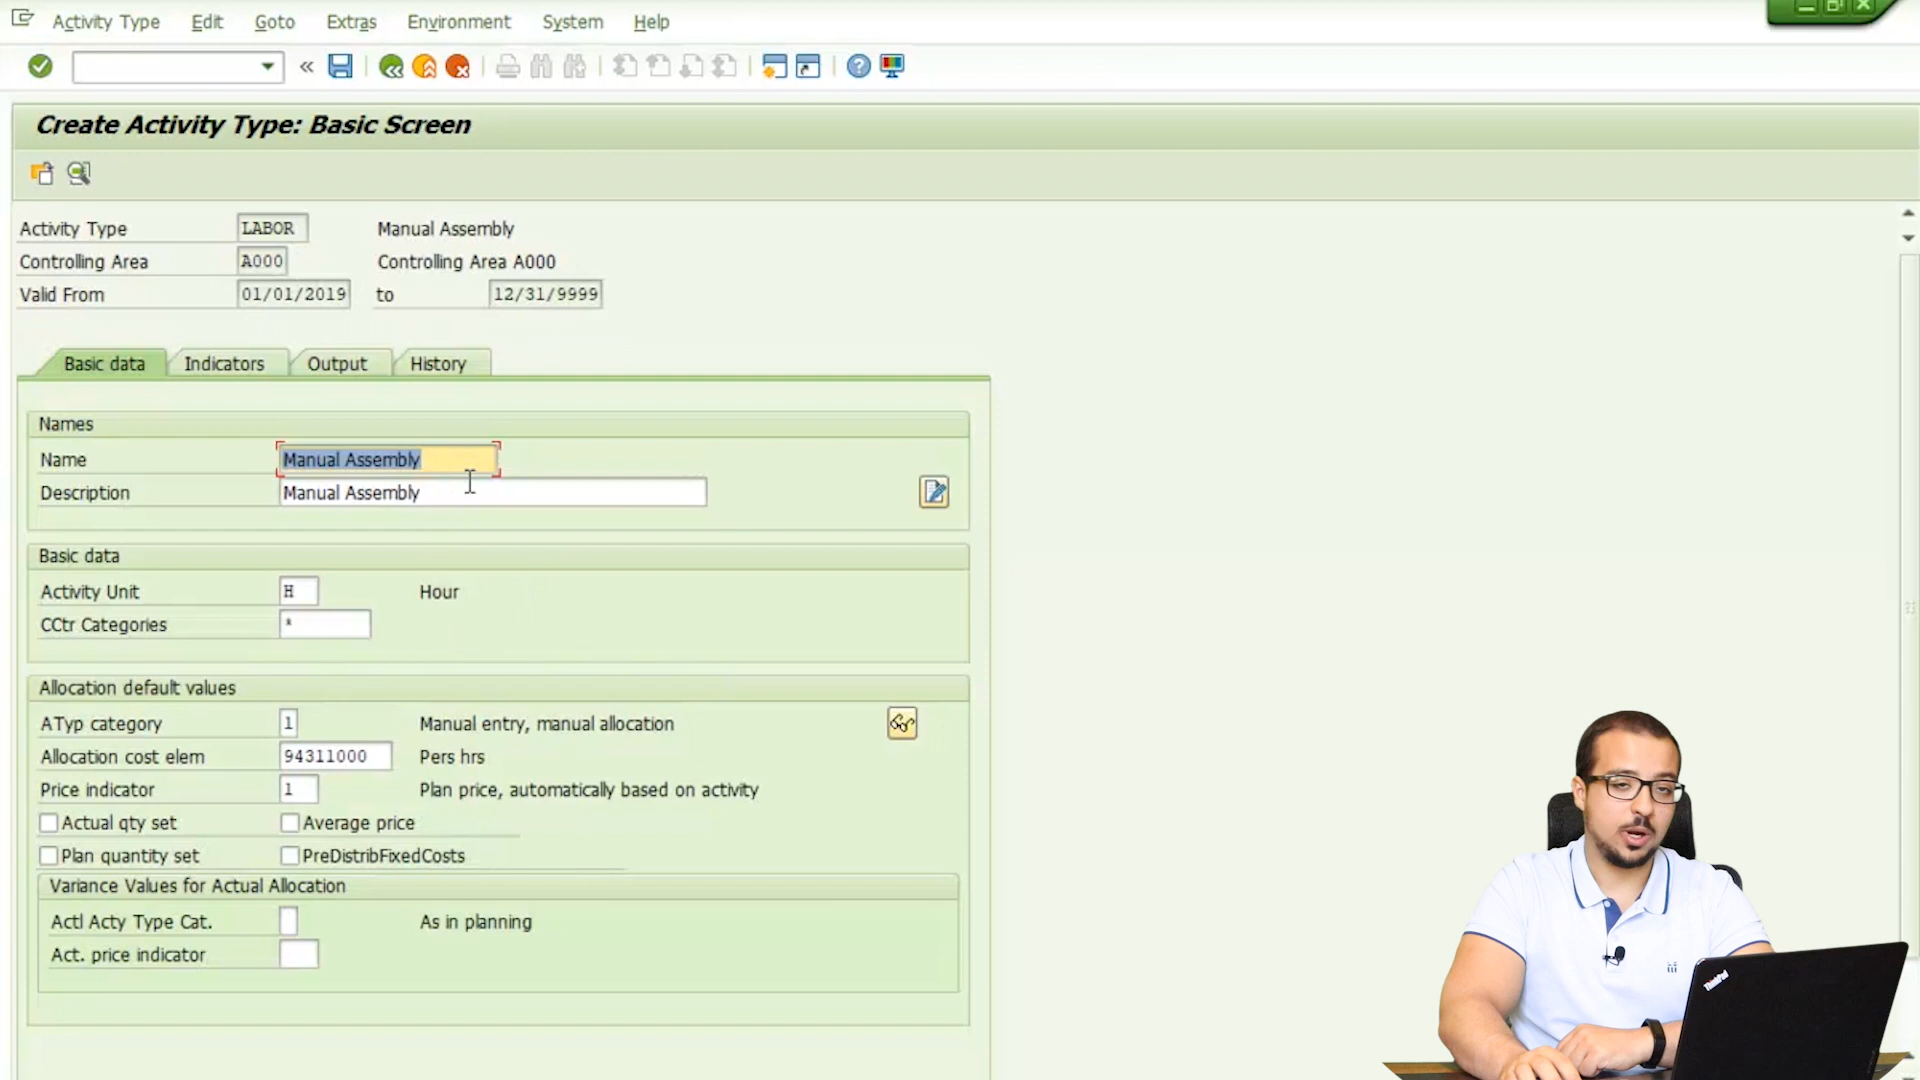 Activity Type Edit Goto Extras Environment System Help
Create Activity Type: Basic Screen
Activity Type LABOR Manual Assembly
Controlling Area A000 Controlling Area A000
Valid From 01/01/2019 to 12/31/9999
Basic data Indicators Output History
Names
Name Manual Assembly
Description Manual Assembly
Basic data
Activity Unit H Hour
CCtr Categories *
Allocation default values
ATyp category 1 Manual entry, manual allocation
Allocation cost elem 94311000 Pers hrs
Price indicator 1 Plan price, automatically based on activity
Actual qty set Average price
Plan quantity set PreDistribFixedCosts
Variance Values for Actual Allocation
Actl Acty Type Cat. As in planning
Act. price indicator
ThinkPad